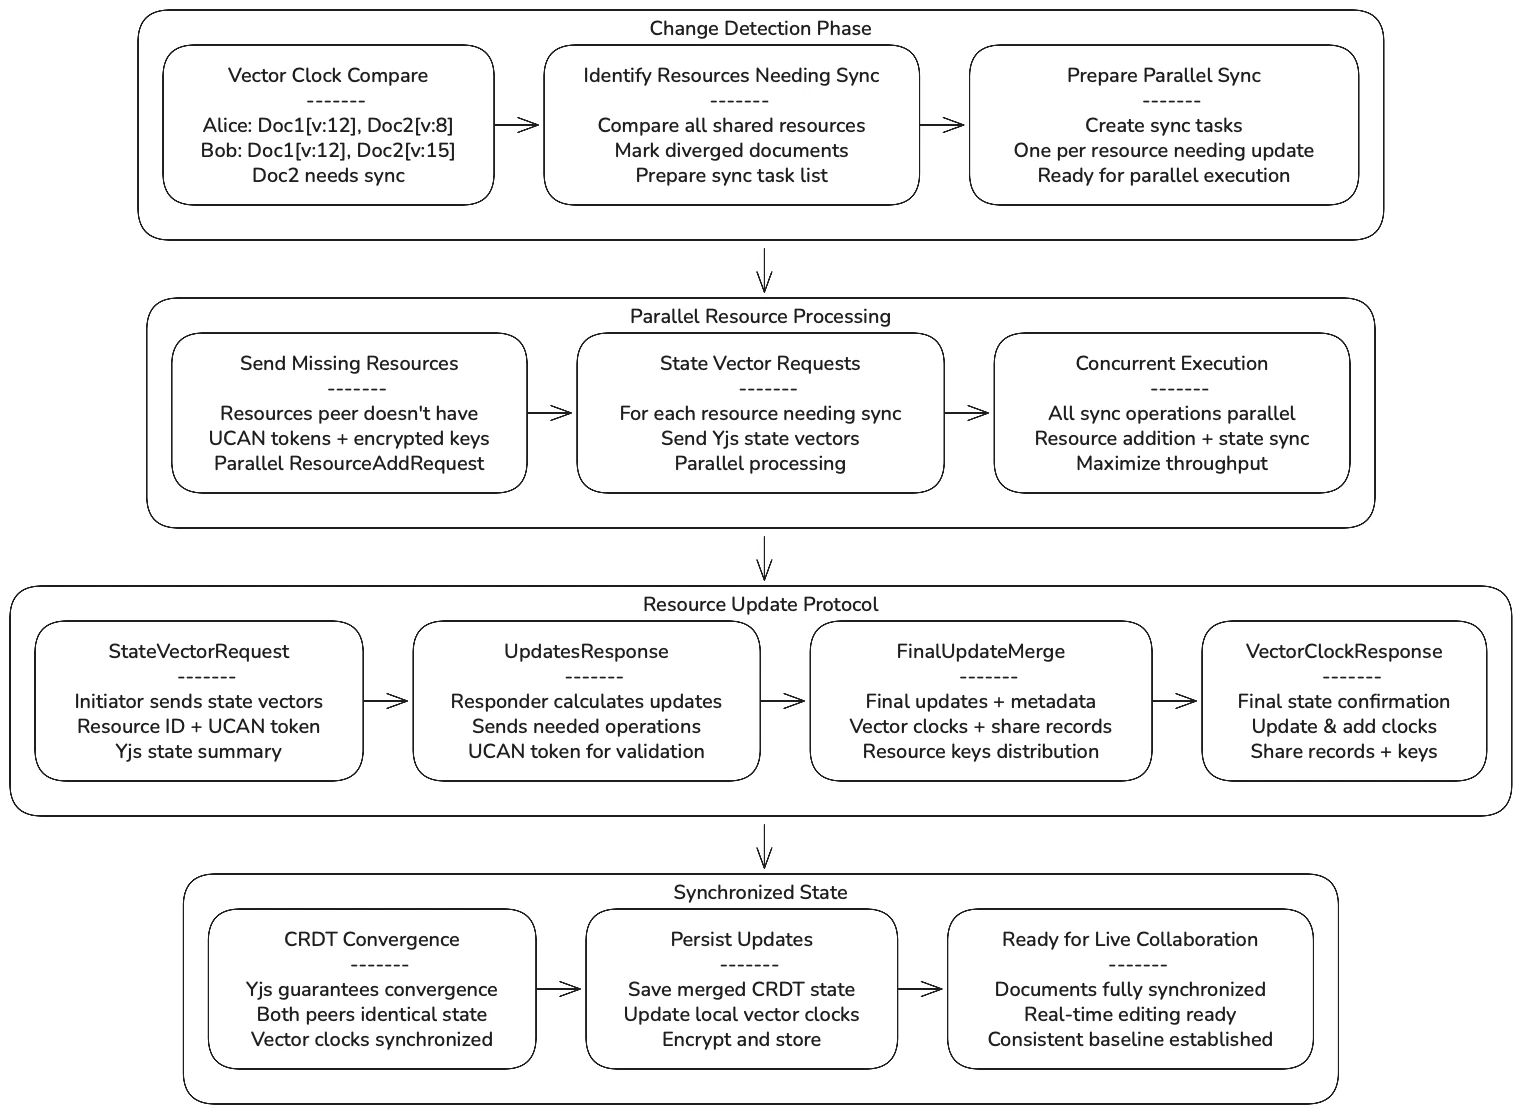 Change Detection Phase
Vector Clock Compare
-------
Alice: Doc1[v:12], Doc2[v:8]
Bob: Doc1[v:12], Doc2[v:15]
Doc2 needs sync
Identify Resources Needing Sync
-------
Compare all shared resources
Mark diverged documents
Prepare sync task list
Prepare Parallel Sync
-------
Create sync tasks
One per resource needing update
Ready for parallel execution
Parallel Resource Processing
Send Missing Resources
-------
Resources peer doesn't have
UCAN tokens + encrypted keys
Parallel ResourceAddRequest
State Vector Requests
-------
For each resource needing sync
Send Yjs state vectors
Parallel processing
Concurrent Execution
-------
All sync operations parallel
Resource addition + state sync
Maximize throughput
Resource Update Protocol
StateVectorRequest
-------
Initiator sends state vectors
Resource ID + UCAN token
Yjs state summary
UpdatesResponse
-------
Responder calculates updates
Sends needed operations
UCAN token for validation
FinalUpdateMerge
-------
Final updates + metadata
Vector clocks + share records
Resource keys distribution
VectorClockResponse
-------
Final state confirmation
Update & add clocks
Share records + keys
Synchronized State
CRDT Convergence
-------
Yjs guarantees convergence
Both peers identical state
Vector clocks synchronized
Persist Updates
-------
Save merged CRDT state
Update local vector clocks
Encrypt and store
Ready for Live Collaboration
-------
Documents fully synchronized
Real-time editing ready
Consistent baseline established